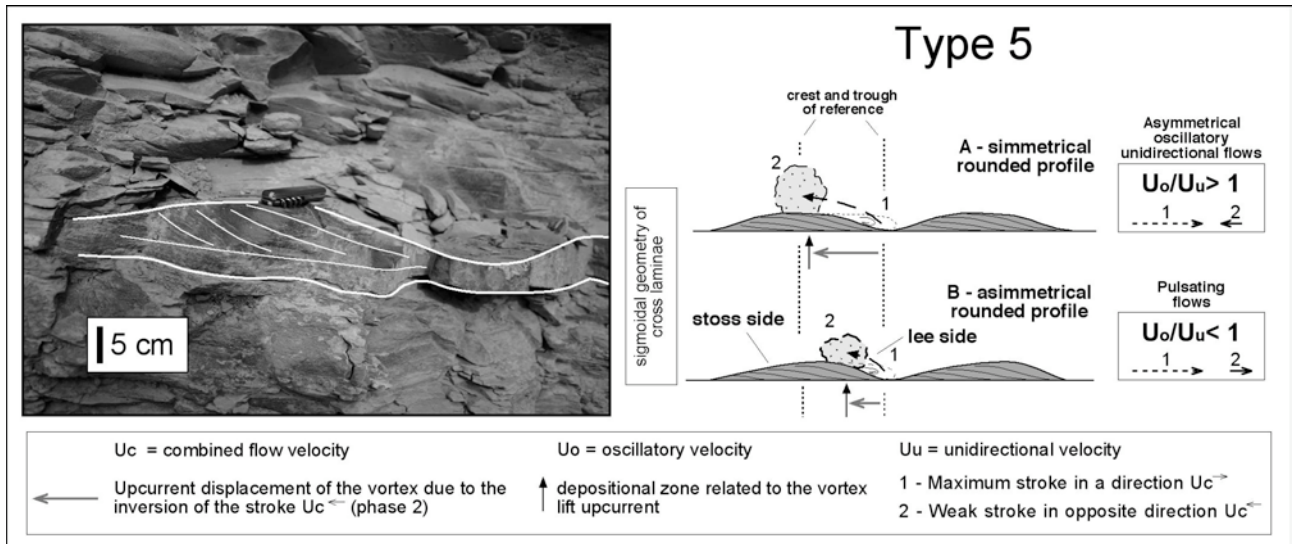 5 cm
Type 5
crest and trough
of reference
2
1
A - simmetrical
rounded profile
Asymmetrical
oscillatory
unidirectional flows
Uo/Uu> 1
1 2
sigmoidal geometry of
cross laminae
B - asimmetrical
rounded profile
stoss side
2
1
lee side
Pulsating
flows
Uo/Uu< 1
1 2
Uc = combined flow velocity
Upcurrent displacement of the vortex due to the
inversion of the stroke Uc ← (phase 2)
Uo = oscillatory velocity
depositional zone related to the vortex
lift upcurrent
Uu = unidirectional velocity
1 - Maximum stroke in a direction Uc→
2 - Weak stroke in opposite direction Uc←